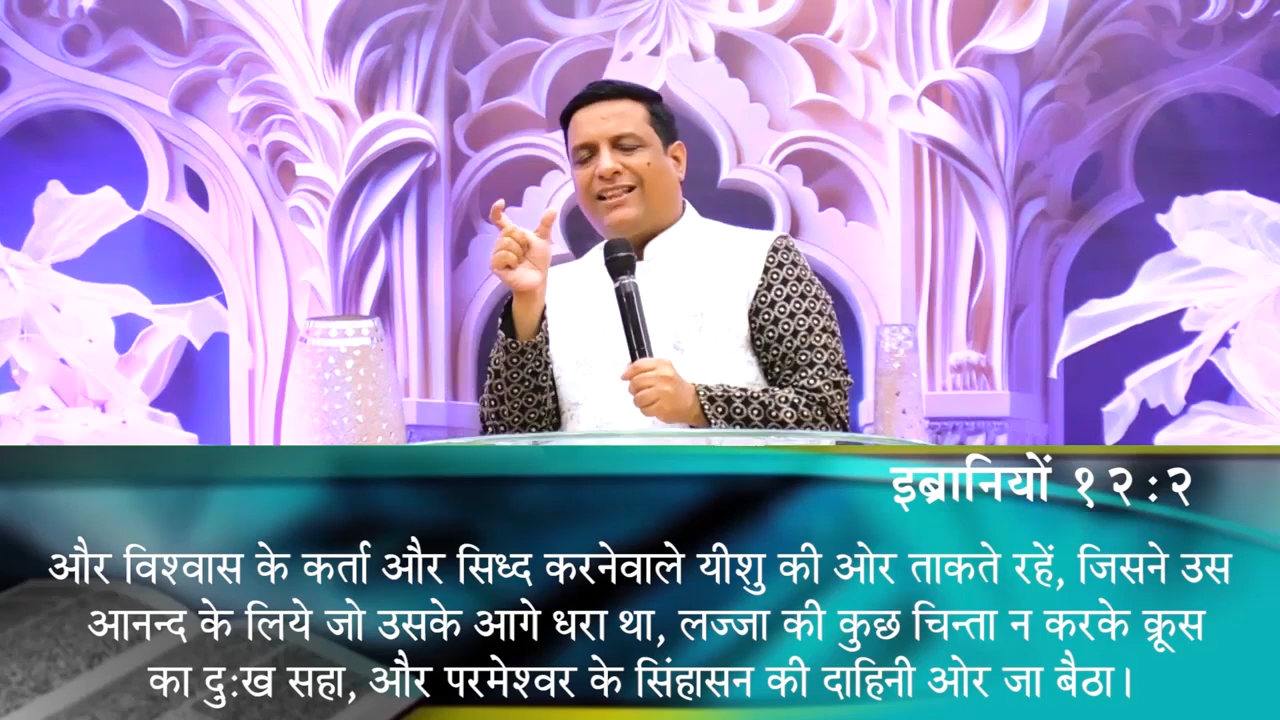 इब्रानियों १२:२
और विश्वास के कर्ता और सिध्द करनेवाले यीशु की ओर ताकते रहें, जिसने उस
आनन्द के लिये जो उसके आगे धरा था, लज्जा की कुछ चिन्ता न करके क्रूस
का दु:ख सहा, और परमेश्वर के सिंहासन की दाहिनी ओर जा बैठा।